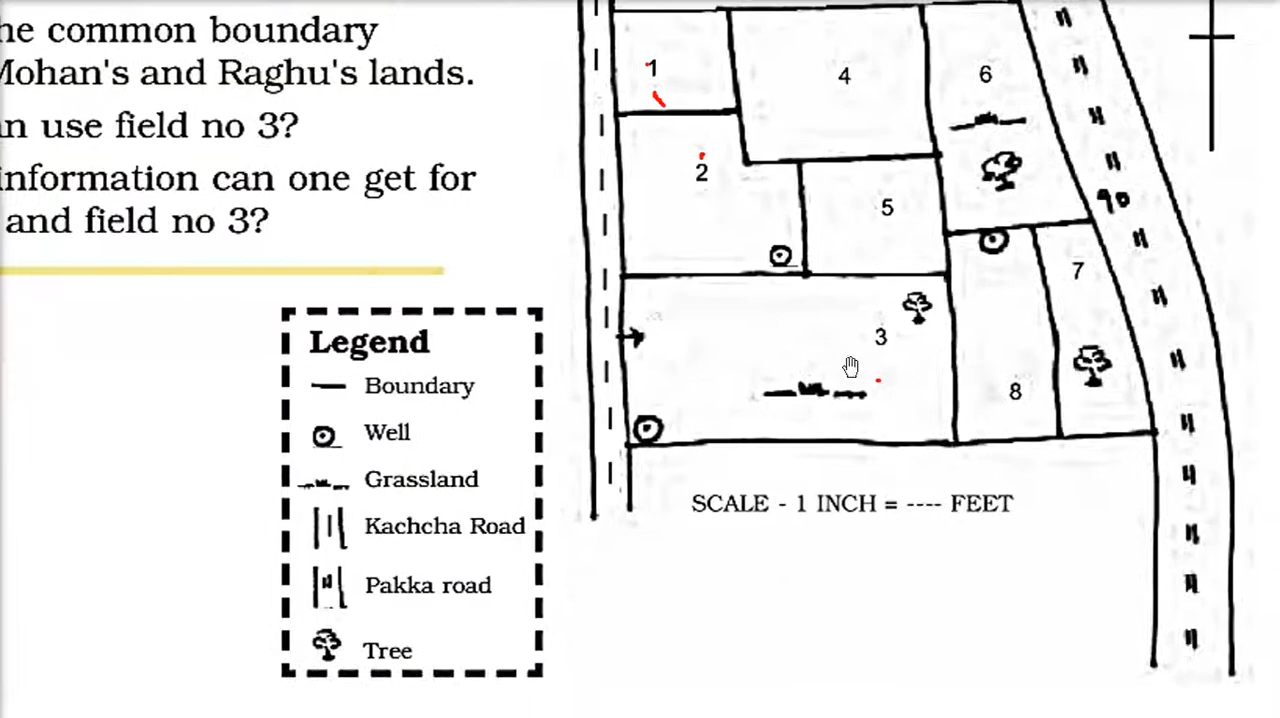 he common boundary
Mohan's and Raghu's lands.
n use field no 3?
information can one get for
and field no 3?
1
4
6
2
5
90
7
3
8
Legend
Boundary
Well
Grassland
Kachcha Road
Pakka road
Tree
SCALE - 1 INCH = ---- FEET